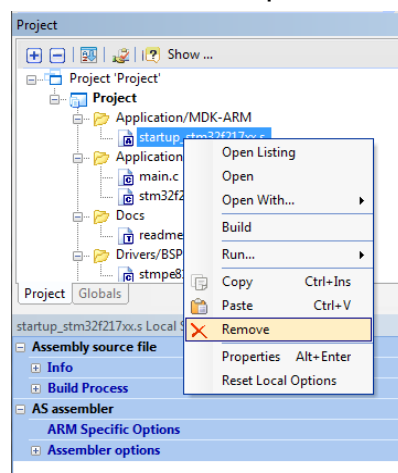 Project
Show ...
Project 'Project'
Project
Application/MDK-ARM
startup_stm32f217xx.s
Application
main.c
stm32f2
Docs
readme
Drivers/BSP
stmpe8
Open Listing
Open
Open With...
Build
Run...
Copy Ctrl+Ins
Paste Ctrl+V
Remove
Properties Alt+Enter
Reset Local Options
Project Globals
startup_stm32f217xx.s Local
Assembly source file
Info
Build Process
AS assembler
ARM Specific Options
Assembler options